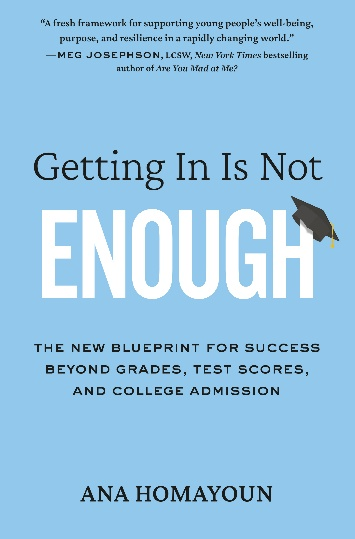 “A fresh framework for supporting young people’s well-being,
purpose, and resilience in a rapidly changing world.”
—MEG JOSEPHSON, LCSW, New York Times bestselling
author of Are You Mad at Me?
Getting In Is Not
ENOUGH
THE NEW BLUEPRINT FOR SUCCESS
BEYOND GRADES, TEST SCORES,
AND COLLEGE ADMISSION
ANA HOMAYOUN